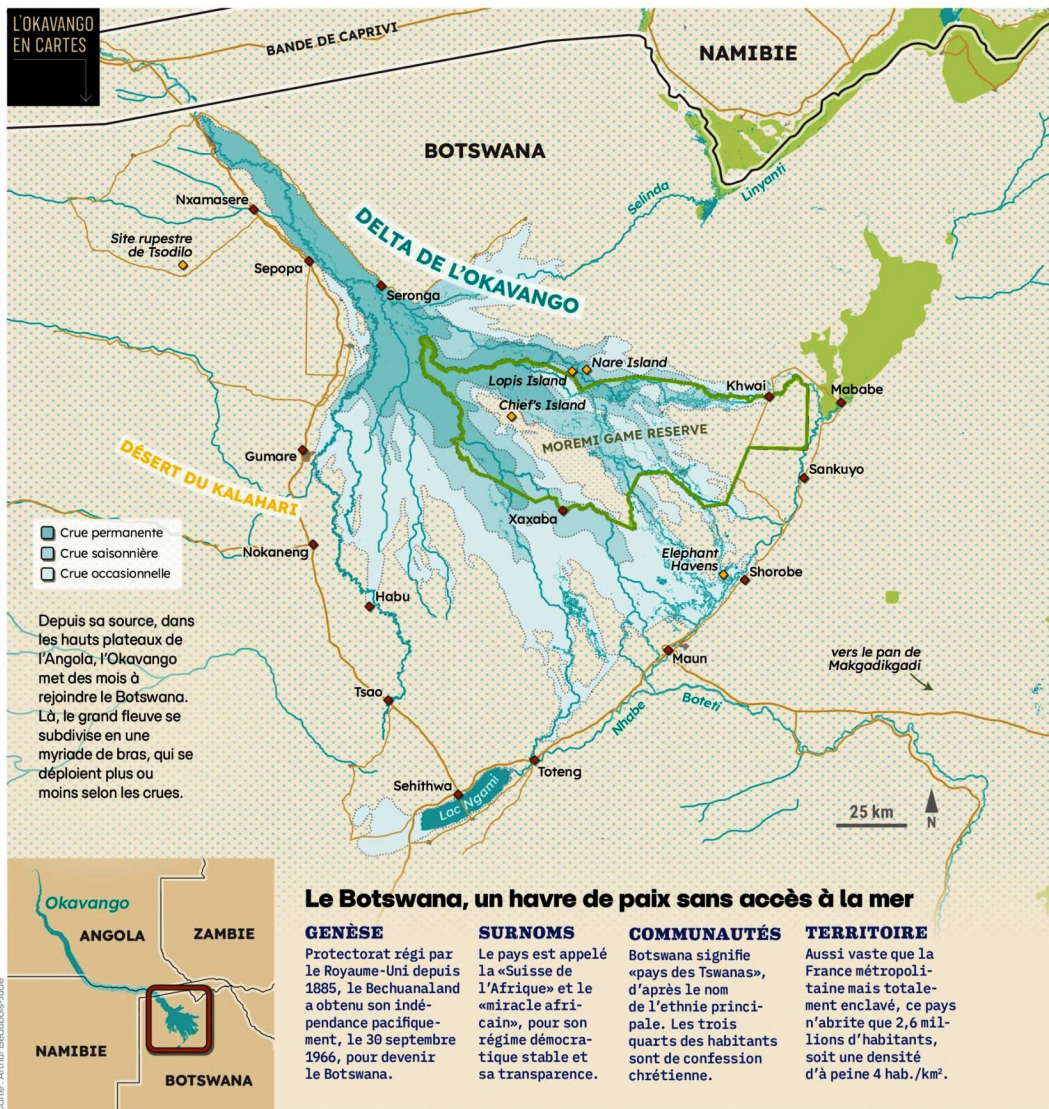 L'OKAVANGO
EN CARTES
BANDE DE CAPRIVI
NAMIBIE
BOTSWANA
Selinda
Linyanti
Nxamasere
Site rupestre
de Tsodilo
Sepopa
DELTA DE L'OKAVANGO
Seronga
Nare Island
Lopis Island
Khwai
Mababe
Chief's Island
MOREMI GAME RESERVE
DÉSERT DU KALAHARI
Gumare
Sankuyo
Xaxaba
Crue permanente
Crue saisonnière
Crue occasionnelle
Nokaneng
Elephant
Havens
Shorobe
Habu
Depuis sa source, dans
les hauts plateaux de
l'Angola, l'Okavango
met des mois à
rejoindre le Botswana.
Là, le grand fleuve se
subdivise en une
myriade de bras, qui se
déploient plus ou
moins selon les crues.
Maun
vers le pan de
Makgadikgadi
Tsao
Nhabe
Boteti
Toteng
Sehithwa
Lac Ngami
25 km
N
Okavango
ANGOLA
ZAMBIE
NAMIBIE
BOTSWANA
Le Botswana, un havre de paix sans accès à la mer
GENÈSE
Protectorat régi par
le Royaume-Uni depuis
1885, le Bechuanaland
a obtenu son indé-
pendance pacifique-
ment, le 30 septembre
1966, pour devenir
le Botswana.
SURNOMS
Le pays est appelé
la «Suisse de
l'Afrique» et le
«miracle afri-
cain», pour son
régime démocra-
tique stable et
sa transparence.
COMMUNAUTÉS
Botswana signifie
«pays des Tswanas»,
d'après le nom
de l'ethnie princi-
pale. Les trois
quarts des habitants
sont de confession
chrétienne.
TERRITOIRE
Aussi vaste que la
France métropoli-
taine mais totale-
ment enclavé, ce pays
n'abrite que 2,6 mil-
lions d'habitants,
soit une densité
d'à peine 4 hab./km².